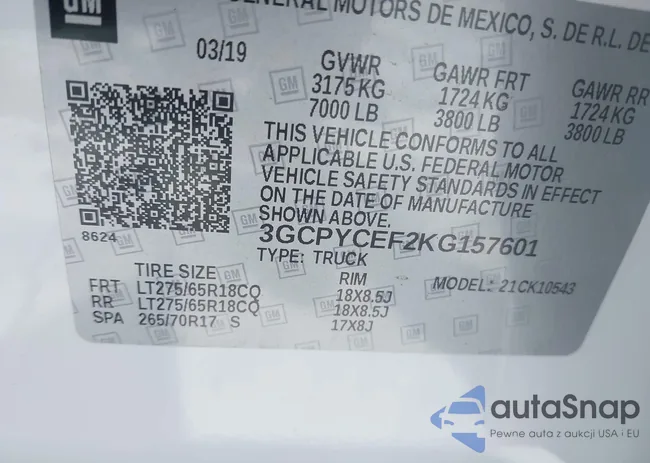 GM
GENERAL MOTORS DE MEXICO, S. DE R.L. DE
03/19
GVWR
3175 KG
7000 LB
GAWR FRT
1724 KG
3800 LB
GAWR RR
1724 KG
3800 LB
THIS VEHICLE CONFORMS TO ALL
APPLICABLE U.S. FEDERAL MOTOR
VEHICLE SAFETY STANDARDS IN EFFECT
ON THE DATE OF MANUFACTURE
SHOWN ABOVE.
8624
3GCPYCEF2KG157601
TYPE: TRUCK
MODEL: 21CK10543
TIRE SIZE RIM
FRT LT275/65R18CQ 18X8.5J
RR LT275/65R18CQ 18X8.5J
SPA 265/70R17 S 17X8J
autaSnap
Pewne auta z aukcji USA i EU